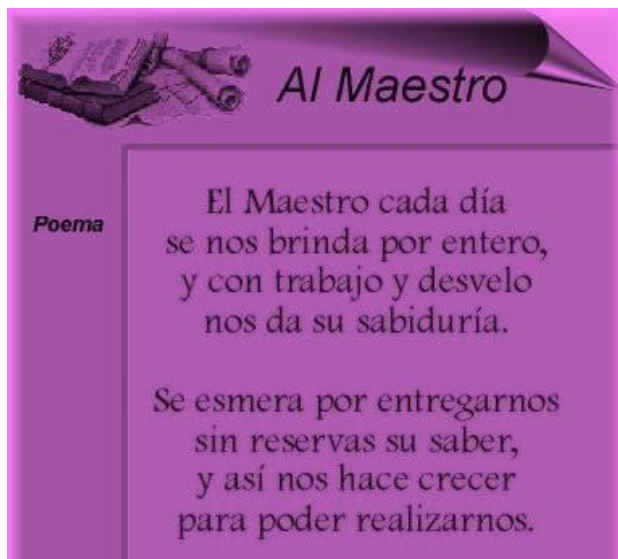 Al Maestro
Poema
El Maestro cada día
se nos brinda por entero,
y con trabajo y desvelo
nos da su sabiduría.
Se esmera por entregarnos
sin reservas su saber,
y así nos hace crecer
para poder realizarnos.